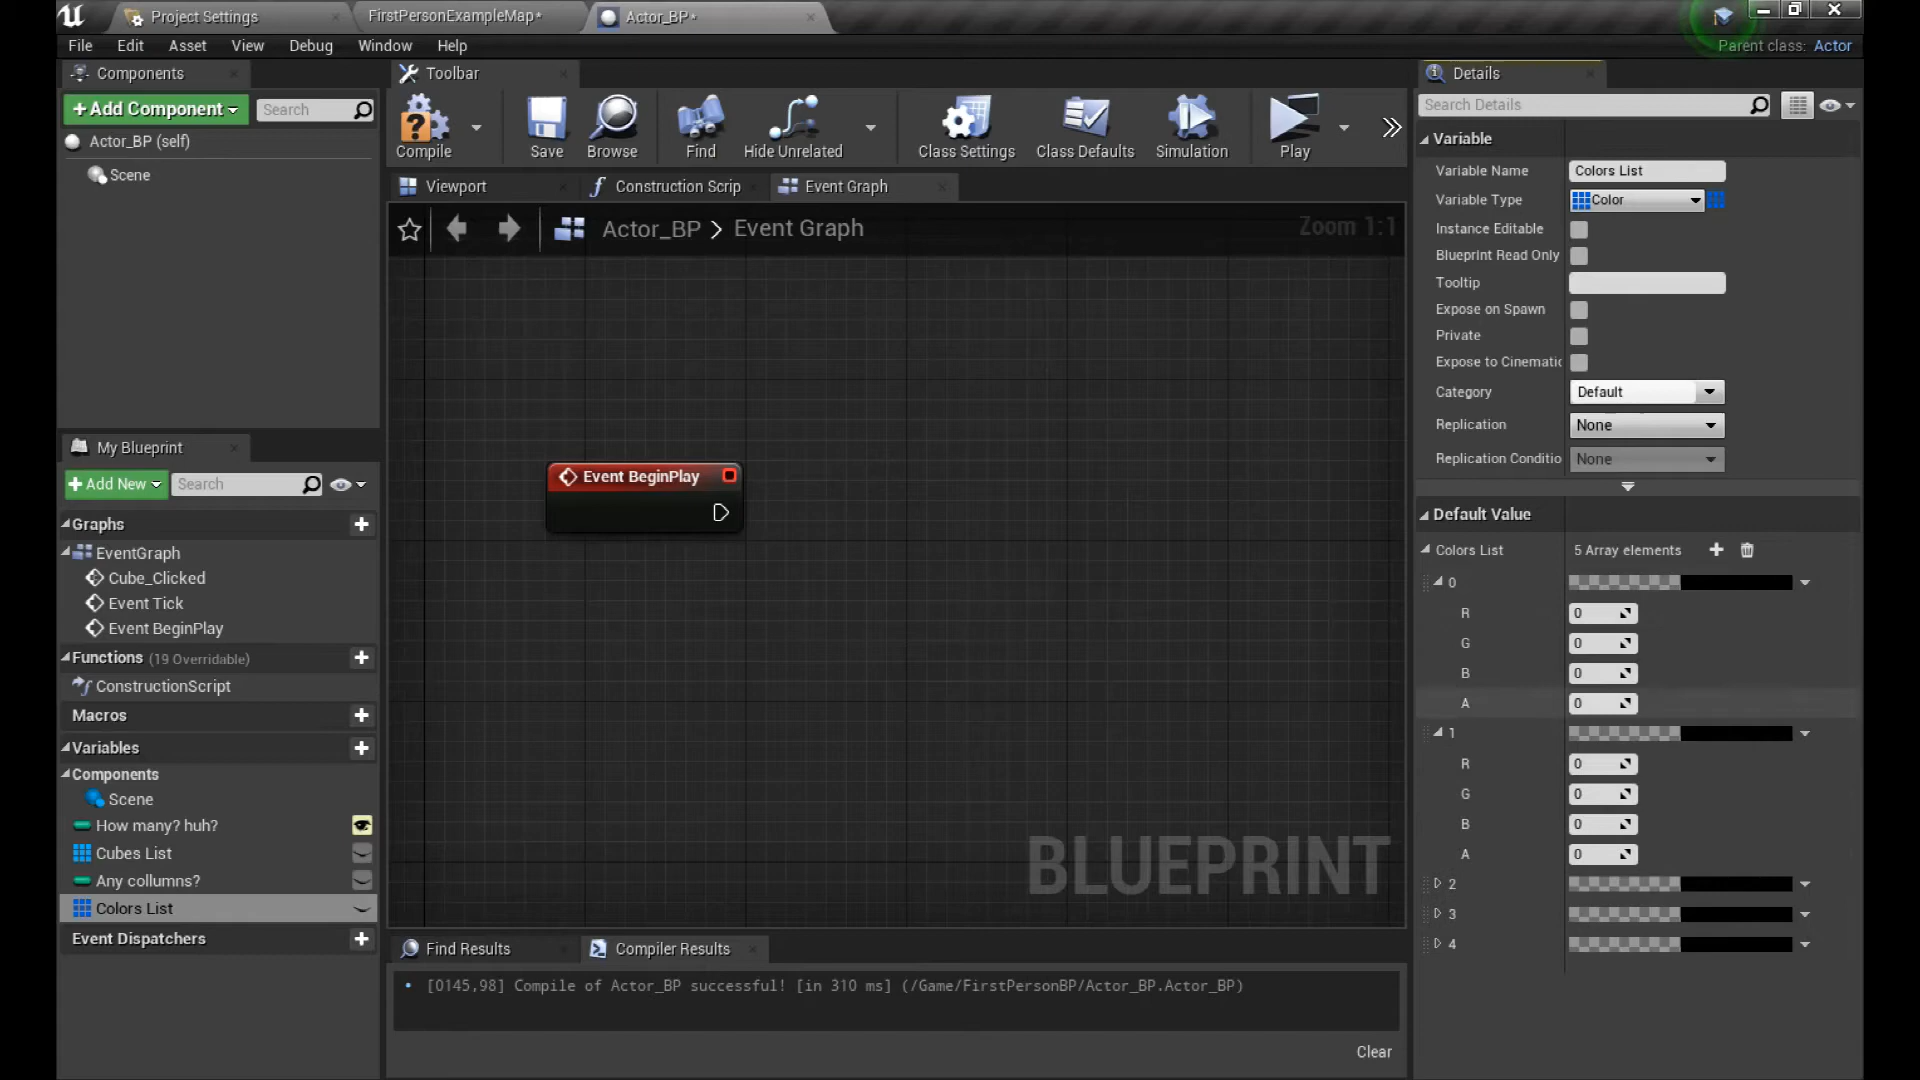 Project Settings
FirstPersonExampleMap*
Actor_BP*
File Edit Asset View Debug Window Help
Parent class: Actor
Components
Toolbar
Details
+Add Component
Search
Search Details
Compile
Save
Browse
Find
Hide Unrelated
Class Settings
Class Defaults
Simulation
Play
Actor_BP (self)
Scene
Viewport
Construction Scrip
Event Graph
Actor_BP > Event Graph
Zoom 1:1
Variable
Variable Name Colors List
Variable Type Color
Instance Editable
Blueprint Read Only
Tooltip
Expose on Spawn
Private
Expose to Cinematic
Category Default
Replication None
Replication Conditio None
My Blueprint
+Add New
Search
Graphs
EventGraph
Cube_Clicked
Event Tick
Event BeginPlay
Functions (19 Overridable)
ConstructionScript
Macros
Variables
Components
Scene
How many? huh?
Cubes List
Any collumns?
Colors List
Event Dispatchers
Event BeginPlay
BLUEPRINT
Default Value
Colors List 5 Array elements
0
R 0
G 0
B 0
A 0
1
R 0
G 0
B 0
A 0
2
3
4
Find Results
Compiler Results
[0145,98] Compile of Actor_BP successful! [in 310 ms] (/Game/FirstPersonBP/Actor_BP.Actor_BP)
Clear